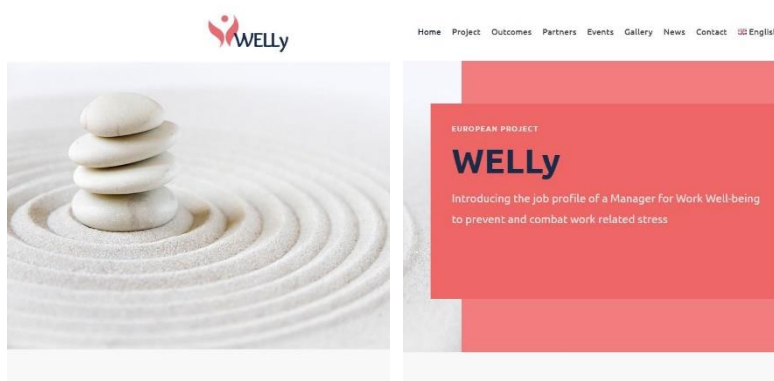 WELLy
Home Project Outcomes Partners Events Gallery News Contact English
EUROPEAN PROJECT
WELLy
Introducing the job profile of a Manager for Work Well-being
to prevent and combat work related stress